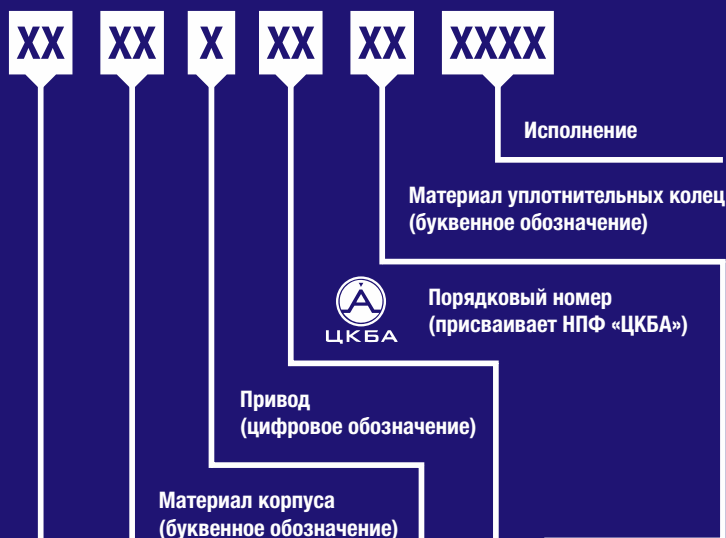 XX XX X XX XX XXXX
Исполнение
Материал уплотнительных колец
(буквенное обозначение)
Порядковый номер
(присваивает НПФ «ЦКБА»)
ЦКБА
Привод
(цифровое обозначение)
Материал корпуса
(буквенное обозначение)